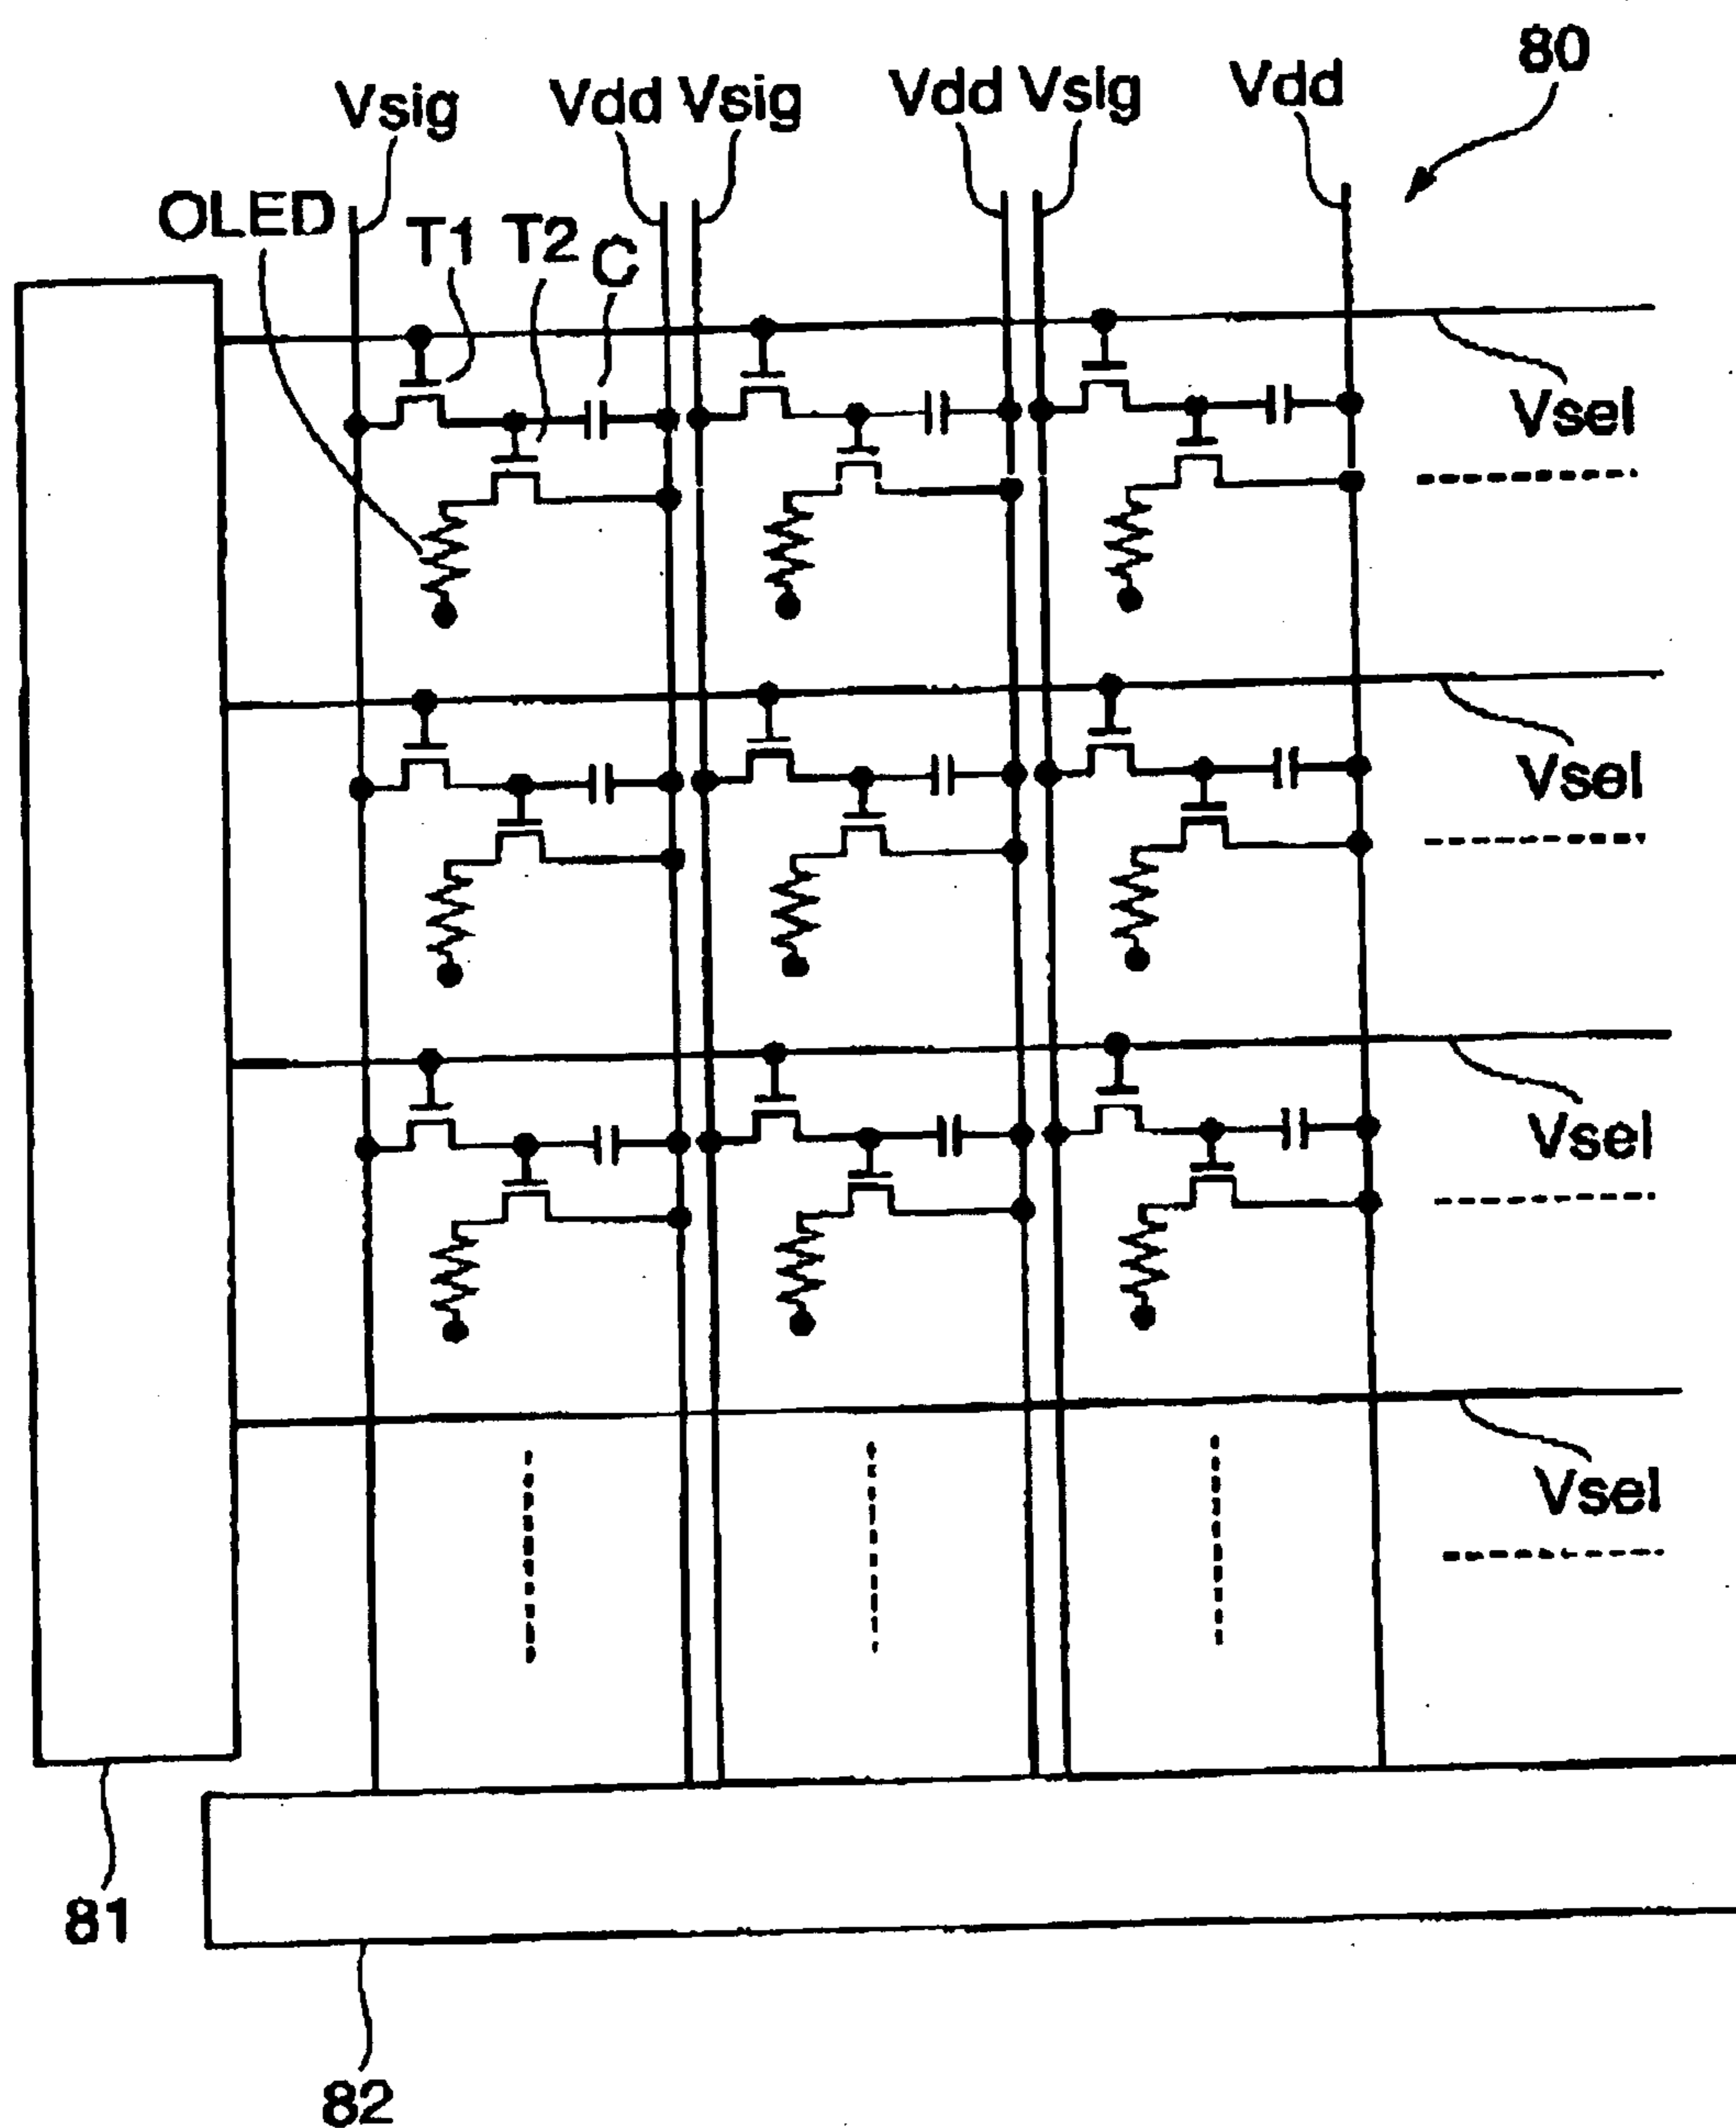 80
Vsig Vdd Vsig Vdd Vsig Vdd
OLED T1 T2 C
Vsel
Vsel
Vsel
Vsel
81
82